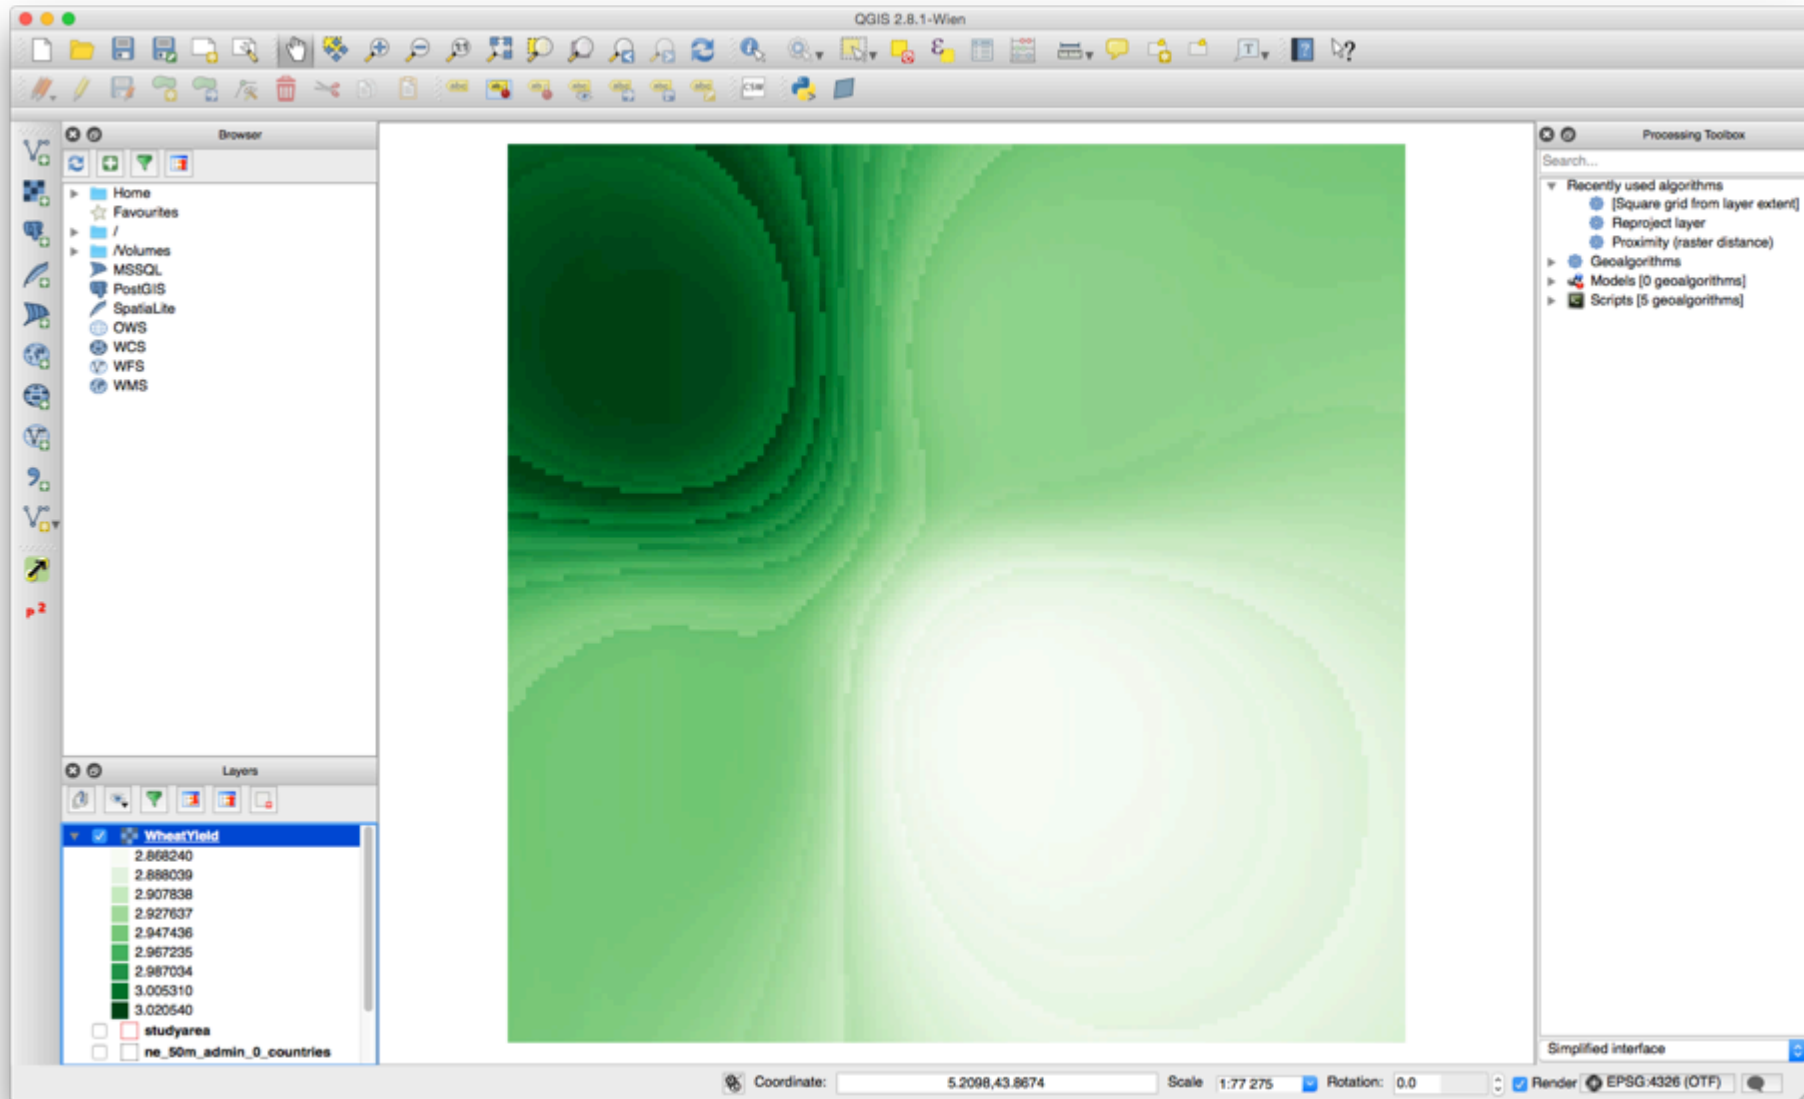 QGIS 2.8.1-Wien
Browser
Home
Favourites
/
/Volumes
MSSQL
PostGIS
SpatiaLite
OWS
WCS
WFS
WMS
Layers
WheatYield
2.868240
2.888039
2.907838
2.927637
2.947436
2.967235
2.987034
3.005310
3.020540
studyarea
ne_50m_admin_0_countries
Processing Toolbox
Search...
Recently used algorithms
[Square grid from layer extent]
Reproject layer
Proximity (raster distance)
Geoalgorithms
Models [0 geoalgorithms]
Scripts [5 geoalgorithms]
Simplified interface
Coordinate: 5.2098,43.8674 Scale 1:77 275 Rotation: 0.0 Render EPSG:4326 (OTF)